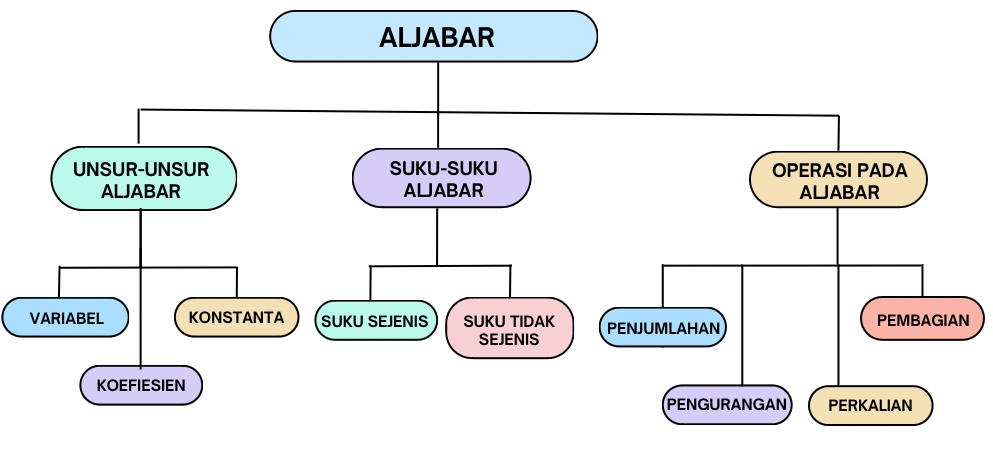 ALJABAR
UNSUR-UNSUR
ALJABAR
SUKU-SUKU
ALJABAR
OPERASI PADA
ALJABAR
VARIABEL
KONSTANTA
KOEFIESIEN
SUKU SEJENIS
SUKU TIDAK
SEJENIS
PENJUMLAHAN
PEMBAGIAN
PENGURANGAN
PERKALIAN